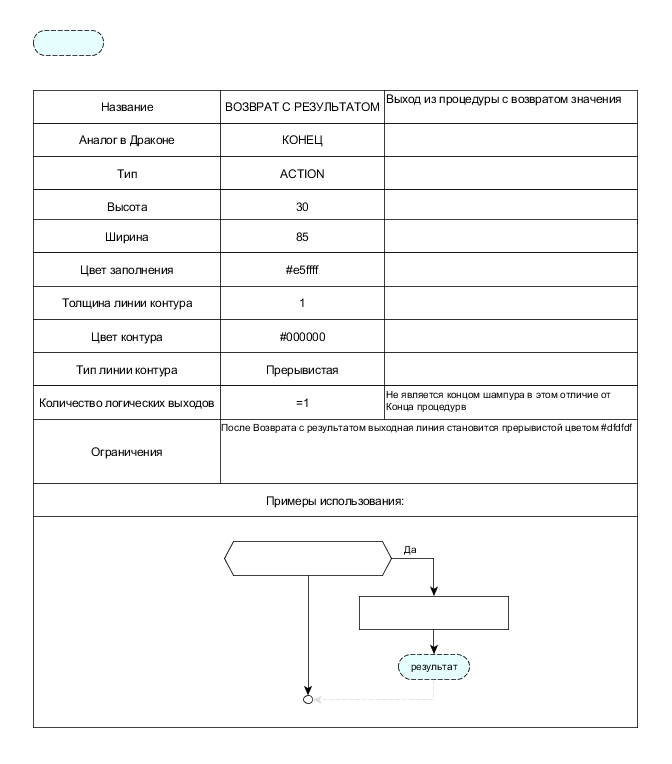 Название
ВОЗВРАТ С РЕЗУЛЬТАТОМ
Выход из процедуры с возвратом значения
Аналог в Драконе
КОНЕЦ
Тип
ACTION
Высота
30
Ширина
85
Цвет заполнения
#e5ffff
Толщина линии контура
1
Цвет контура
#000000
Тип линии контура
Прерывистая
Количество логических выходов
=1
Не является концом шампура в этом отличие от
Конца процедурв
Ограничения
После Возврата с результатом выходная линия становится прерывистой цветом #dfdfdf
Примеры использования:
Да
результат